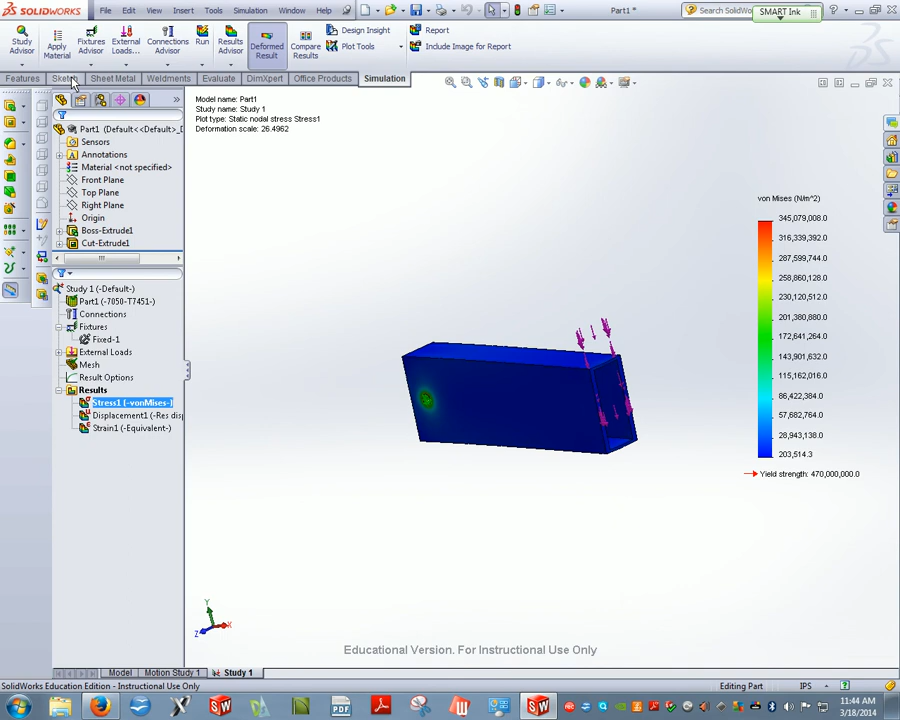 SOLIDWORKS File Edit View Insert Tools Simulation Window Help Part1 * Search SolidWo SMART Ink
Study Advisor Apply Material Fixtures Advisor External Loads... Connections Advisor Run Results Advisor Deformed Result Compare Results Design Insight Plot Tools Report Include Image for Report
Features Sketch Sheet Metal Weldments Evaluate DimXpert Office Products Simulation
Part1 (Default<<Default>_D
Sensors
Annotations
Material <not specified>
Front Plane
Top Plane
Right Plane
Origin
Boss-Extrude1
Cut-Extrude1
Study 1 (-Default-)
Part1 (-7050-T7451-)
Connections
Fixtures
Fixed-1
External Loads
Mesh
Result Options
Results
Stress1 (-vonMises-)
Displacement1 (-Res disp
Strain1 (-Equivalent-)
Model name: Part1
Study name: Study 1
Plot type: Static nodal stress Stress1
Deformation scale: 26.4962
von Mises (N/m^2)
345,079,008.0
316,339,392.0
287,599,744.0
258,860,128.0
230,120,512.0
201,380,880.0
172,641,264.0
143,901,632.0
115,162,016.0
86,422,384.0
57,682,764.0
28,943,138.0
203,514.3
Yield strength: 470,000,000.0
Y
X
Z
Educational Version. For Instructional Use Only
Model Motion Study 1 Study 1
SolidWorks Education Edition - Instructional Use Only Editing Part IPS
11:44 AM
3/18/2014